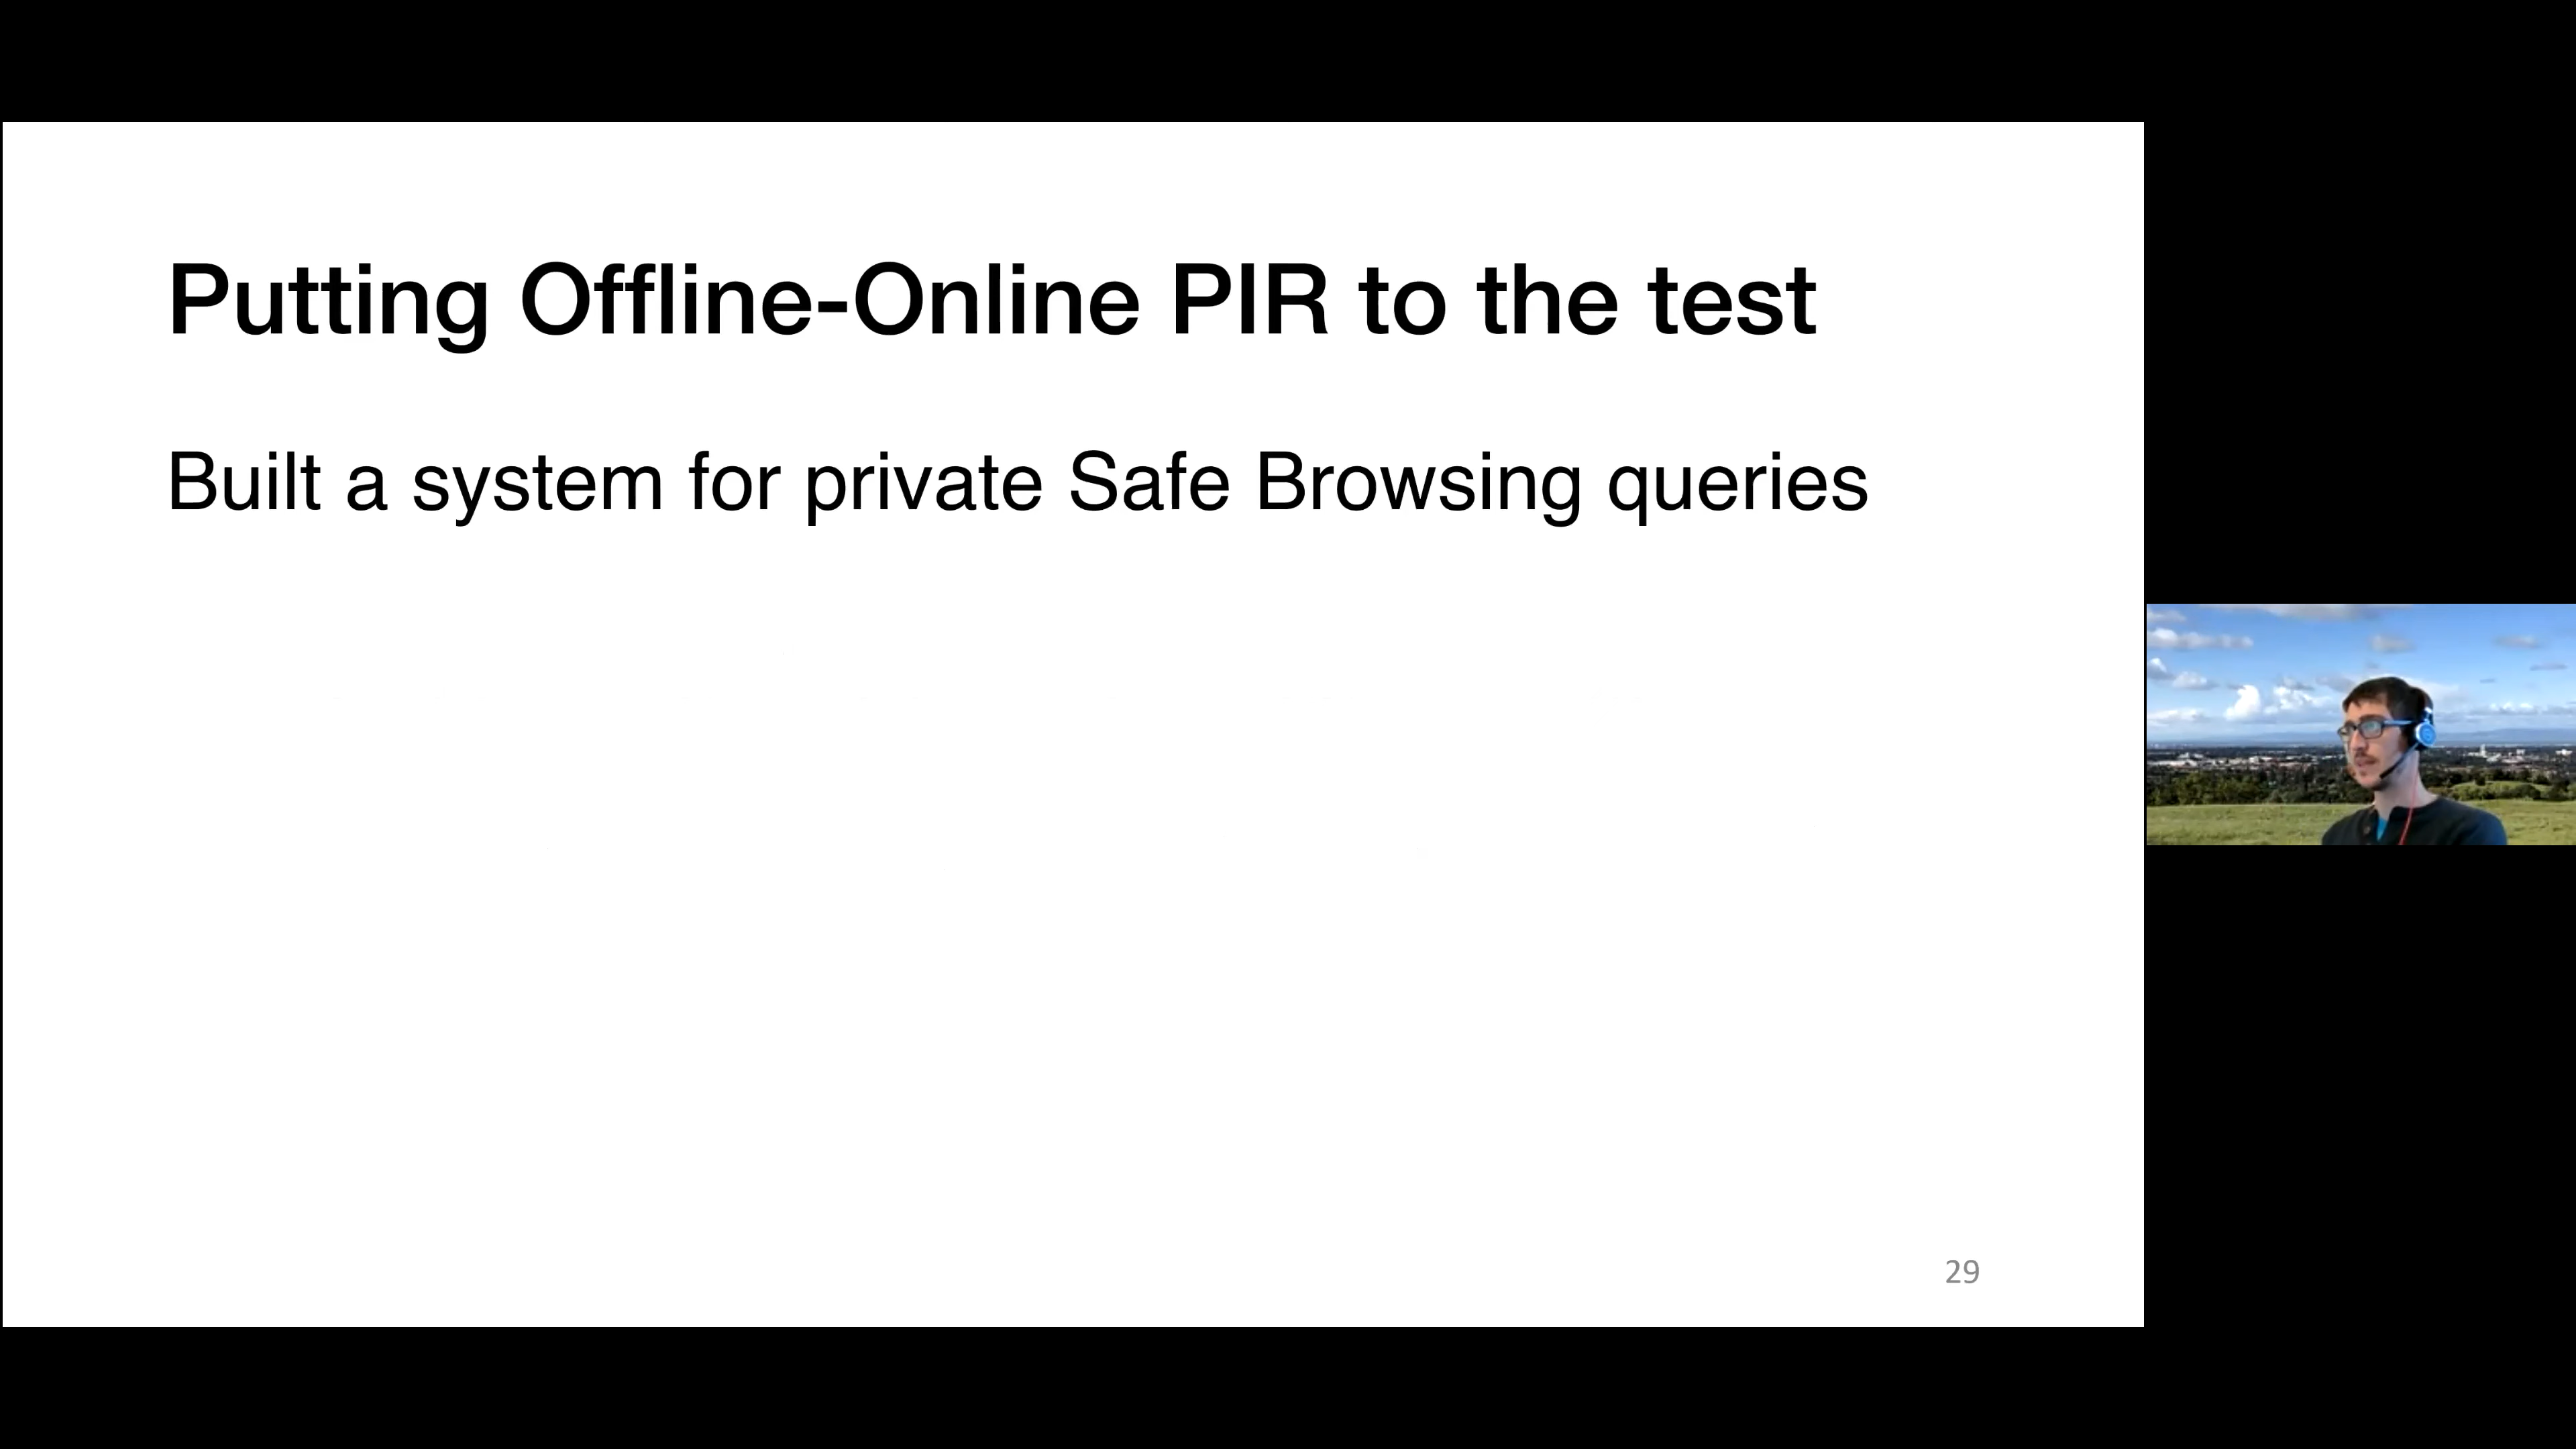 Putting Offline-Online PIR to the test
Built a system for private Safe Browsing queries
29